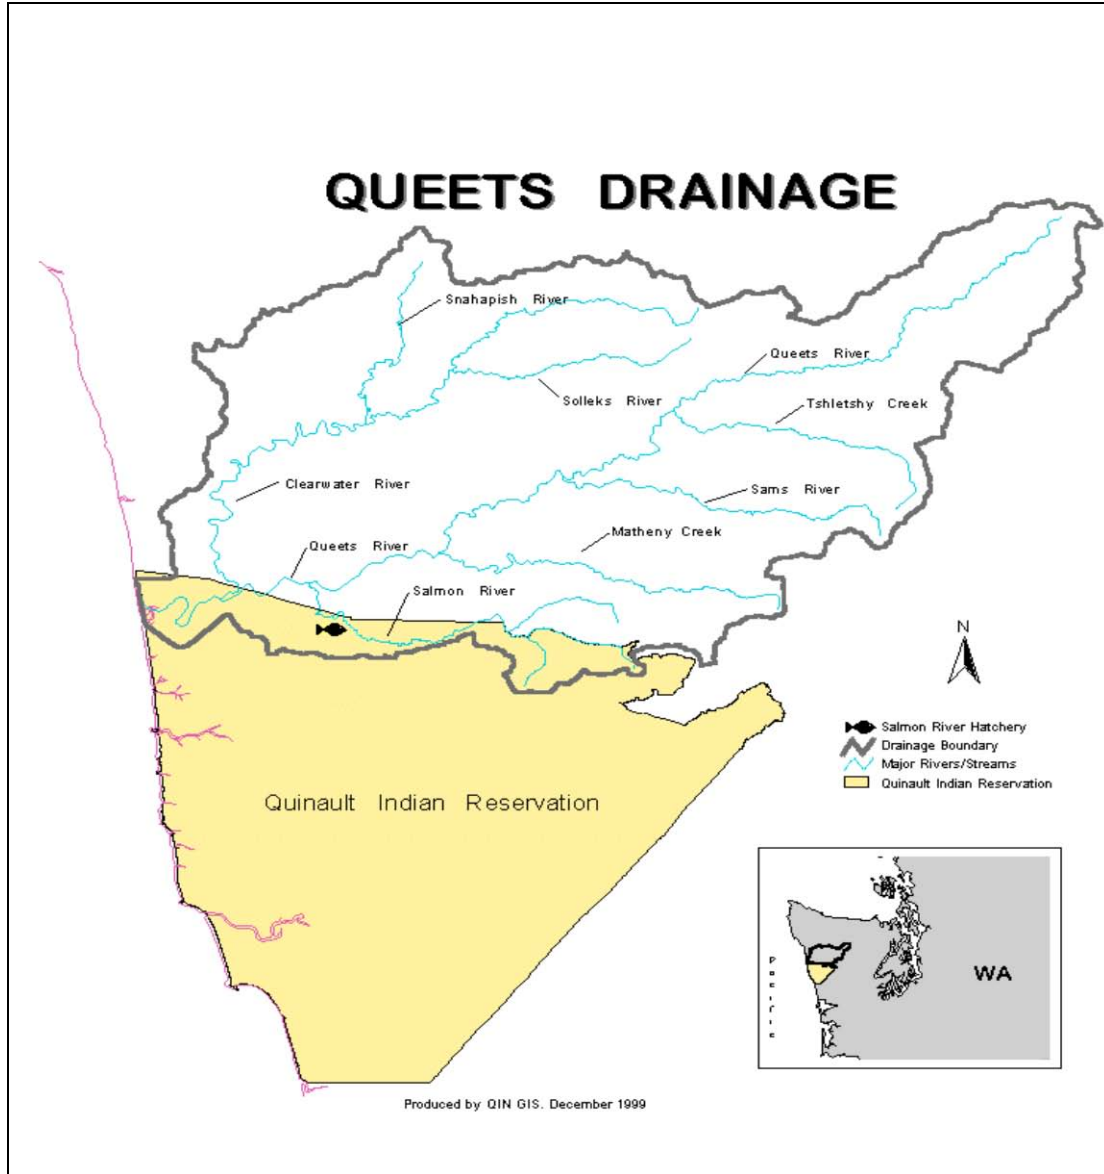 QUEETS DRAINAGE
Snahapish River
Queets River
Solleks River
Tshletshy Creek
Clearwater River
Sams River
Matheny Creek
Queets River
Salmon River
N
Salmon River Hatchery
Drainage Boundary
Major Rivers/Streams
Quinault Indian Reservation
Quinault Indian Reservation
Pacific
WA
Produced by QIN GIS. December 1999